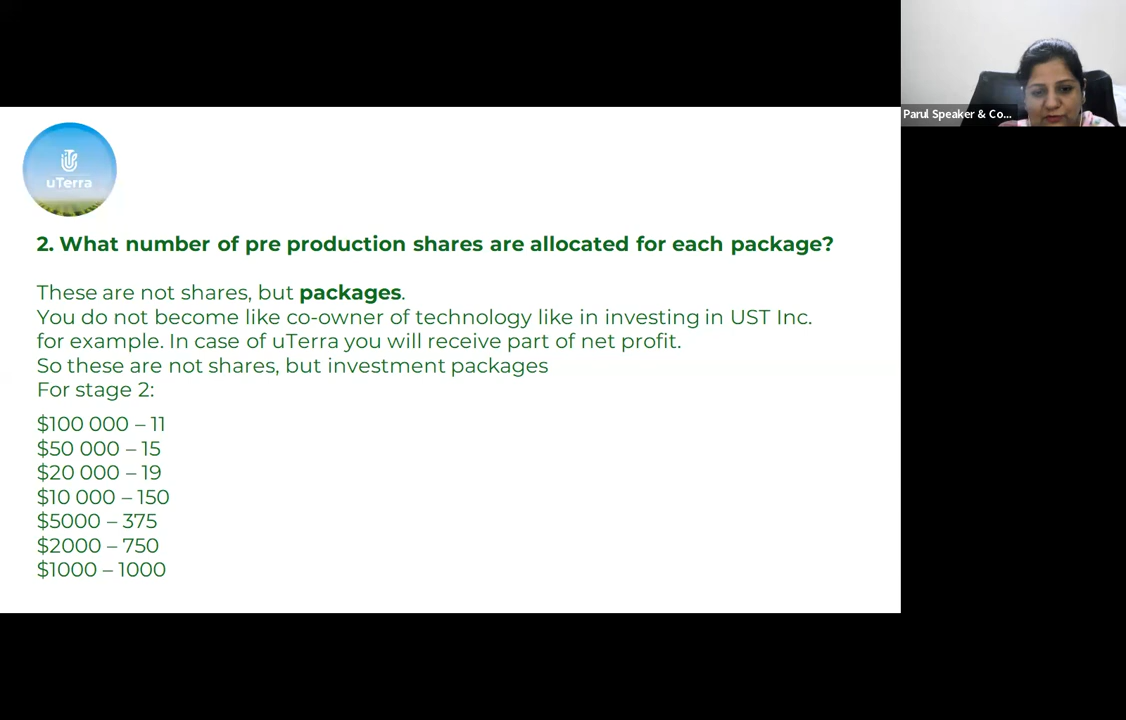 Parul Speaker & Co...
uTerra
2. What number of pre production shares are allocated for each package?
These are not shares, but packages.
You do not become like co-owner of technology like in investing in UST Inc.
for example. In case of uTerra you will receive part of net profit.
So these are not shares, but investment packages
For stage 2:
$100 000 – 11
$50 000 – 15
$20 000 – 19
$10 000 – 150
$5000 – 375
$2000 – 750
$1000 – 1000